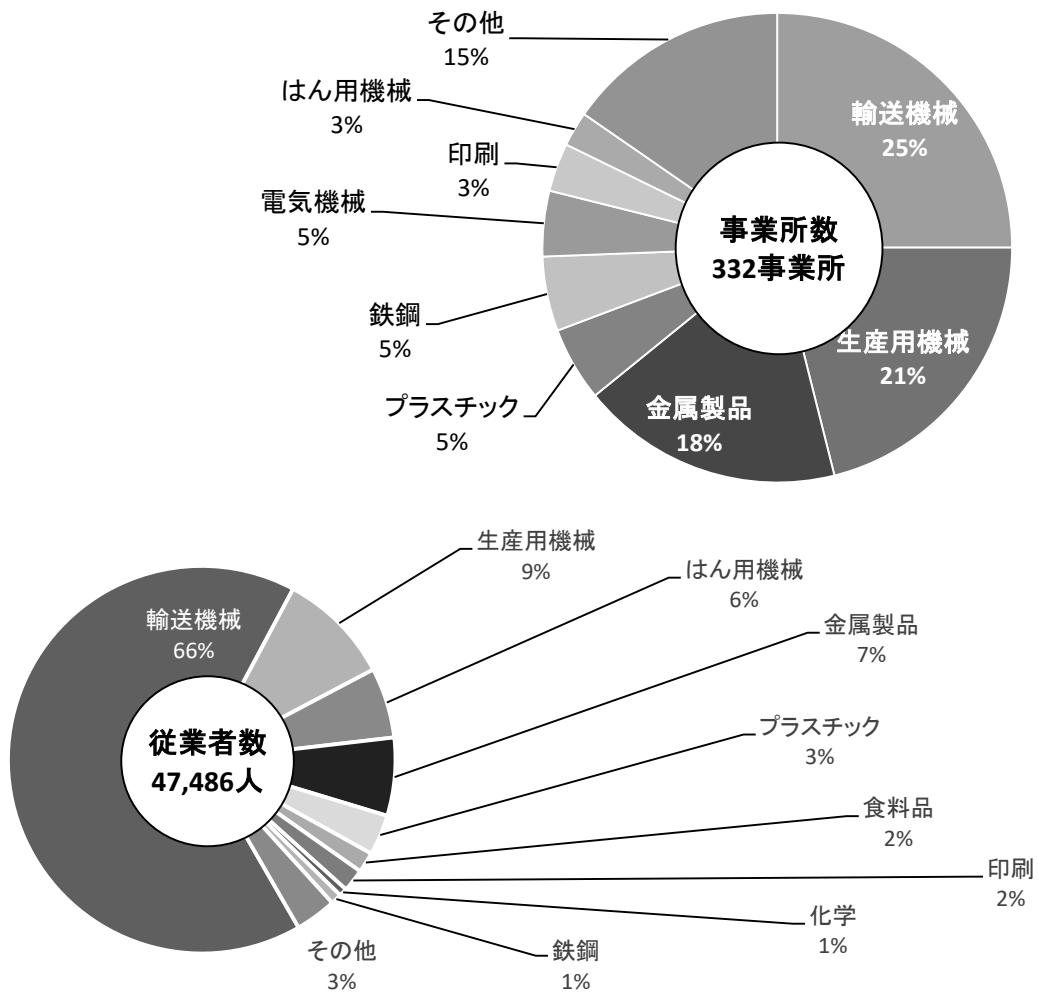 その他
15%
はん用機械
3%
印刷
3%
電気機械
5%
鉄鋼
5%
プラスチック
5%
輸送機械
25%
事業所数
332事業所
生産用機械
21%
金属製品
18%
生産用機械
9%
はん用機械
6%
金属製品
7%
プラスチック
3%
食料品
2%
印刷
2%
化学
1%
鉄鋼
1%
その他
3%
輸送機械
66%
従業者数
47,486人